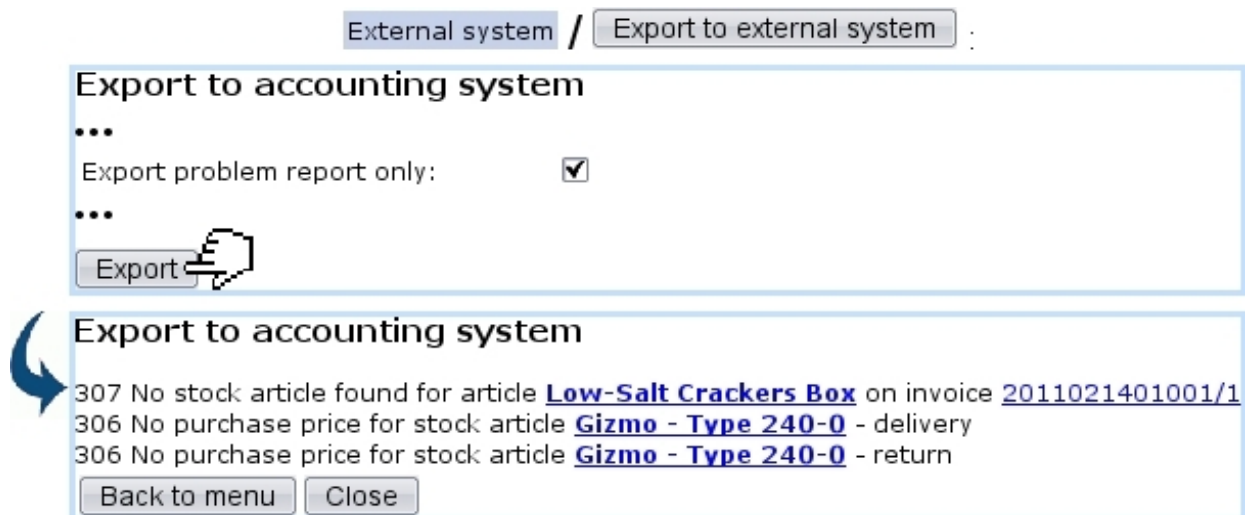 External system / Export to external system :
Export to accounting system
•••
Export problem report only:
•••
Export
Export to accounting system
307 No stock article found for article Low-Salt Crackers Box on invoice 2011021401001/1
306 No purchase price for stock article Gizmo - Type 240-0 - delivery
306 No purchase price for stock article Gizmo - Type 240-0 - return
Back to menu Close